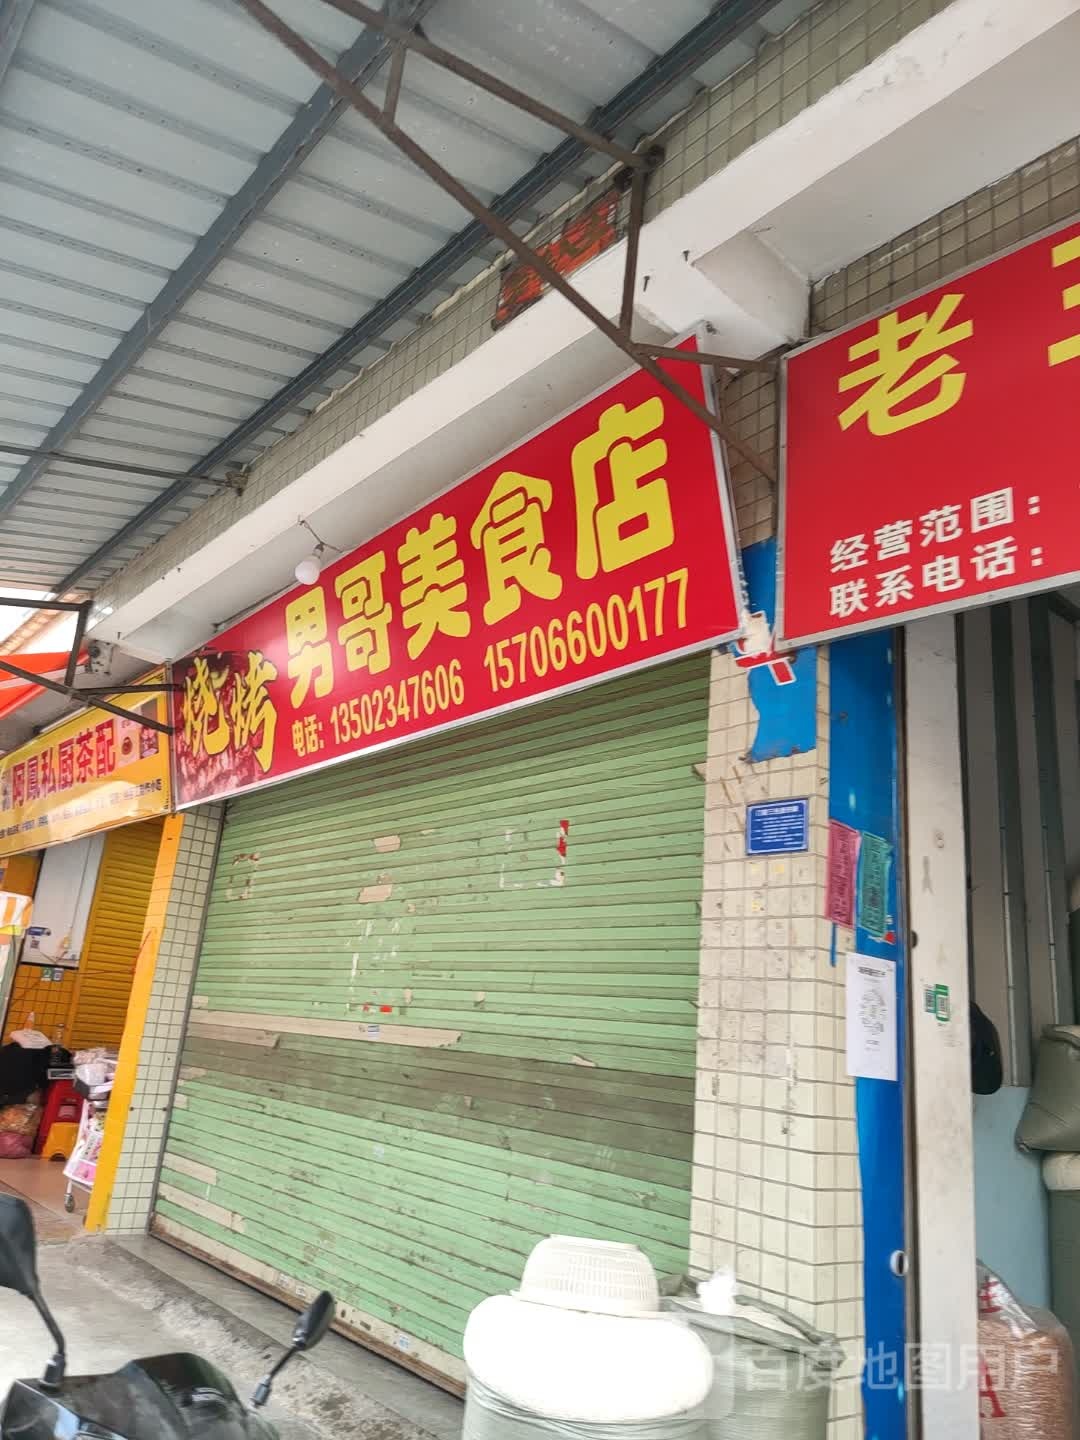 老
经营范围：
联系电话：
男哥美食店
烧烤
电话：13502347606 15706600177
阿鳳私厨茶配
百度地图用户